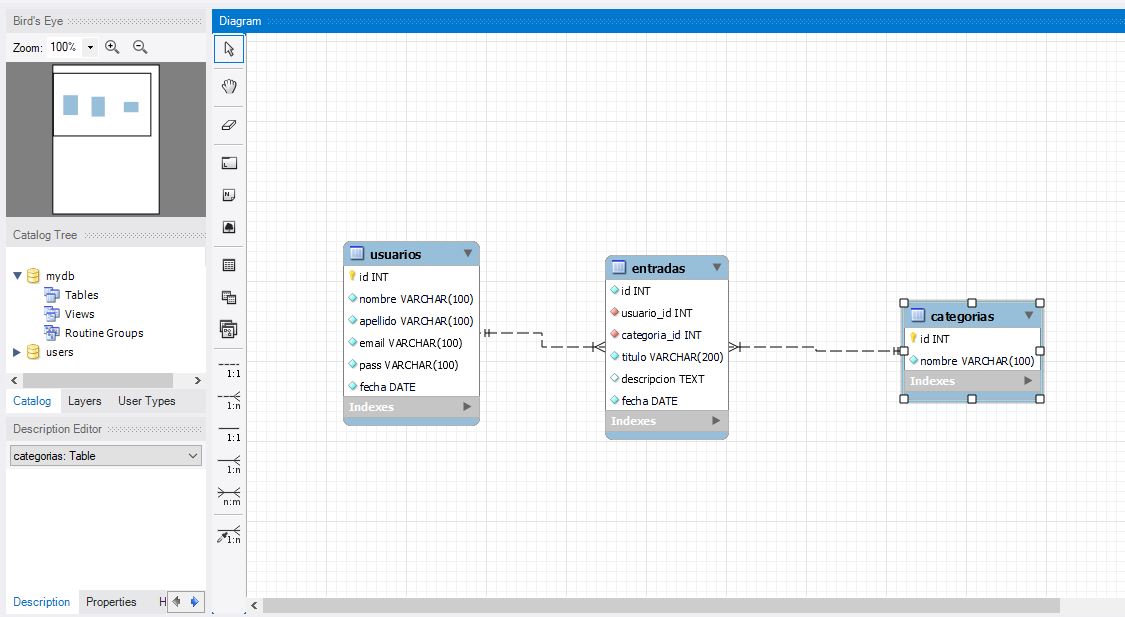 Bird's Eye
Zoom: 100%
Catalog Tree
mydb
Tables
Views
Routine Groups
users
Catalog Layers User Types
Description Editor
categorias: Table
Description Properties H
Diagram
1:1
1:n
1:1
1:n
n:m
1:n
usuarios
id INT
nombre VARCHAR(100)
apellido VARCHAR(100)
email VARCHAR(100)
pass VARCHAR(100)
fecha DATE
Indexes
entradas
id INT
usuario_id INT
categoria_id INT
titulo VARCHAR(200)
descripcion TEXT
fecha DATE
Indexes
categorias
id INT
nombre VARCHAR(100)
Indexes